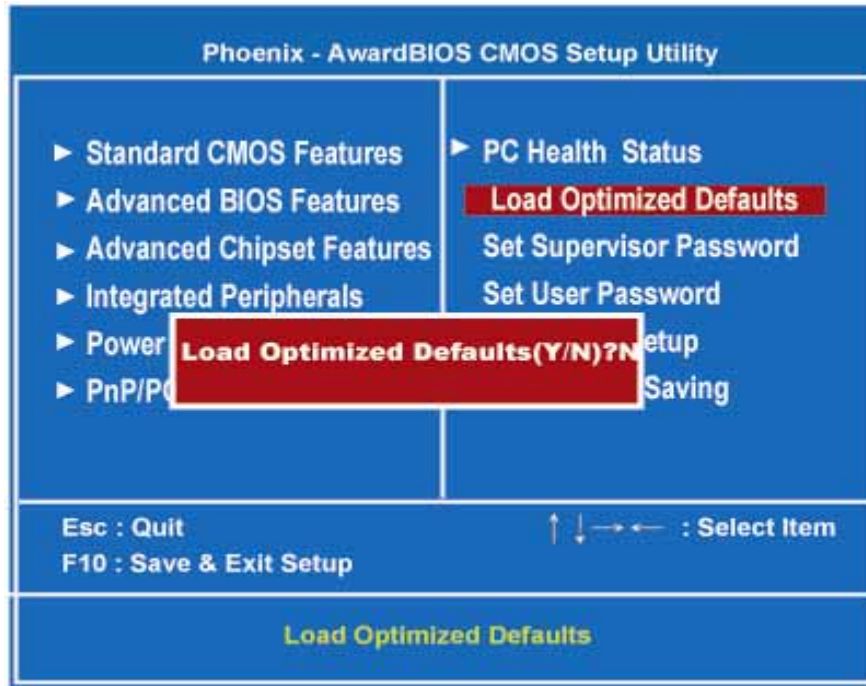 Phoenix - AwardBIOS CMOS Setup Utility
► Standard CMOS Features
► Advanced BIOS Features
► Advanced Chipset Features
► Integrated Peripherals
► Power
► PnP/PC
► PC Health Status
Load Optimized Defaults
Set Supervisor Password
Set User Password
etup
Saving
Load Optimized Defaults(Y/N)?N
Esc : Quit
↑ ↓ → ← : Select Item
F10 : Save & Exit Setup
Load Optimized Defaults